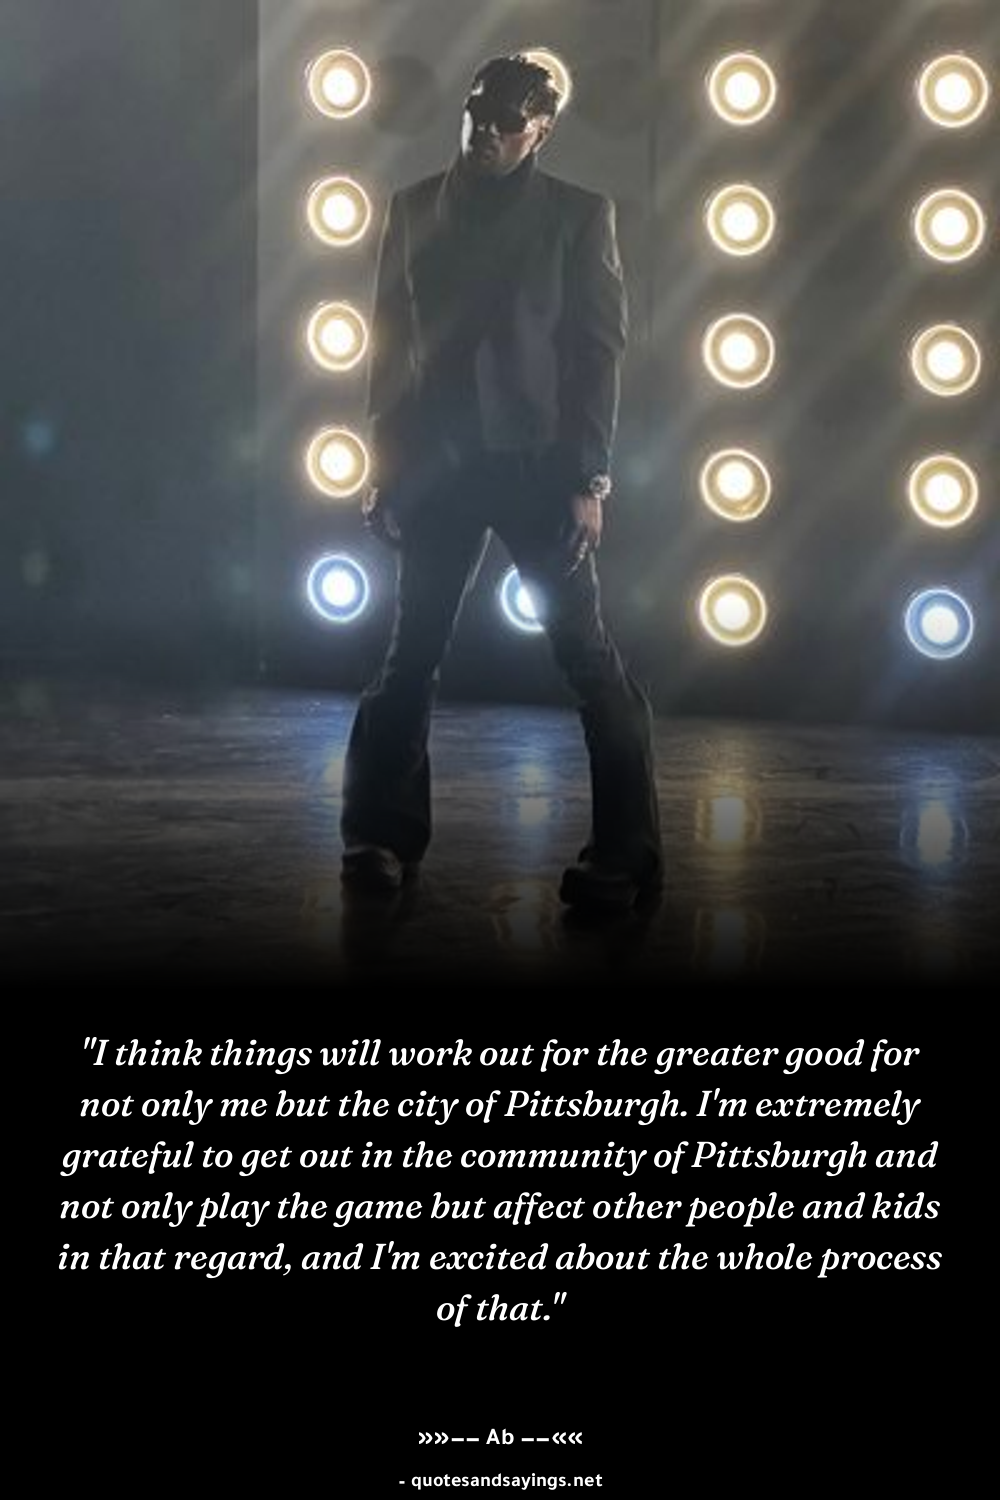 "I think things will work out for the greater good for
not only me but the city of Pittsburgh. I'm extremely
grateful to get out in the community of Pittsburgh and
not only play the game but affect other people and kids
in that regard, and I'm excited about the whole process
of that."
»»−− Ab −−««
- quotesandsayings.net